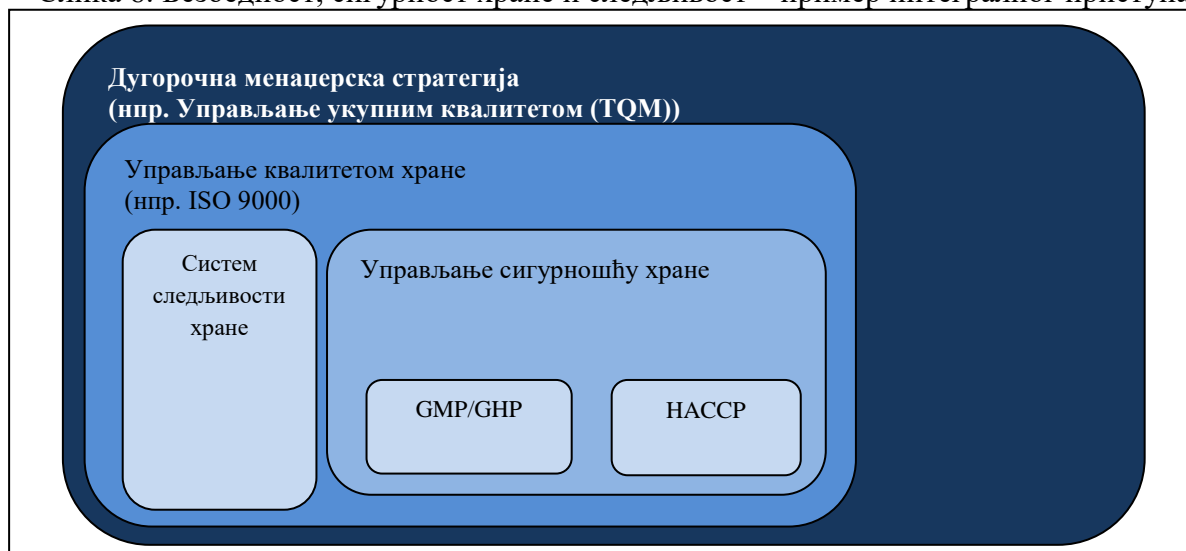 Дугорочна менаџерска стратегија
(нпр. Управљање укупним квалитетом (TQM))
Управљање квалитетом хране
(нпр. ISO 9000)
Систем
следљивости
хране
Управљање сигурношћу хране
GMP/GHP
HACCP